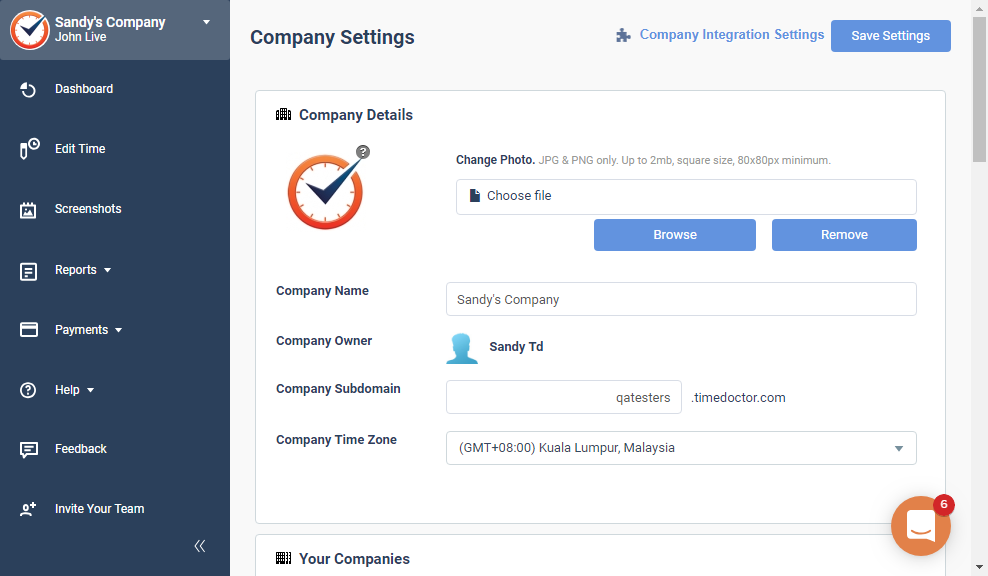 Sandy's Company
John Live
Dashboard
Edit Time
Screenshots
Reports
Payments
Help
Feedback
Invite Your Team
Company Settings
Company Integration Settings
Save Settings
Company Details
?
Change Photo. JPG & PNG only. Up to 2mb, square size, 80x80px minimum.
Choose file
Browse
Remove
Company Name
Sandy's Company
Company Owner
Sandy Td
Company Subdomain
qatesters .timedoctor.com
Company Time Zone
(GMT+08:00) Kuala Lumpur, Malaysia
6
Your Companies